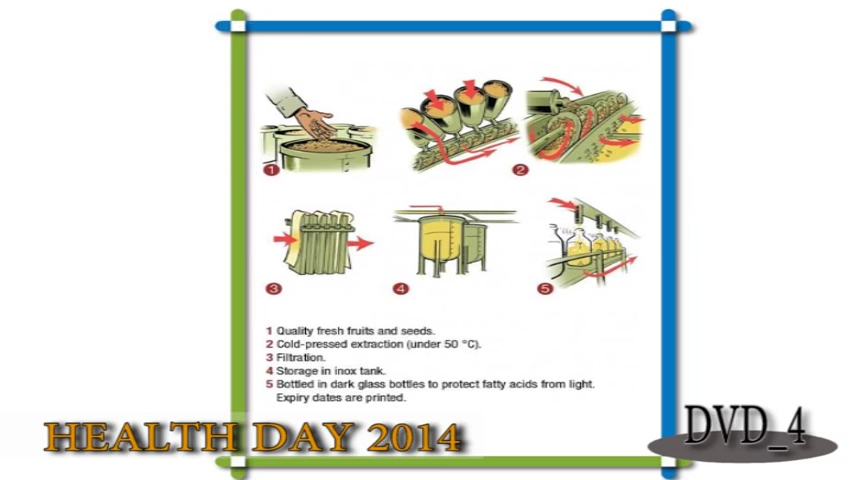 1
2
3
4
5
1 Quality fresh fruits and seeds.
2 Cold-pressed extraction (under 50 °C).
3 Filtration.
4 Storage in inox tank.
5 Bottled in dark glass bottles to protect fatty acids from light.
Expiry dates are printed.
HEALTH DAY 2014
DVD_4